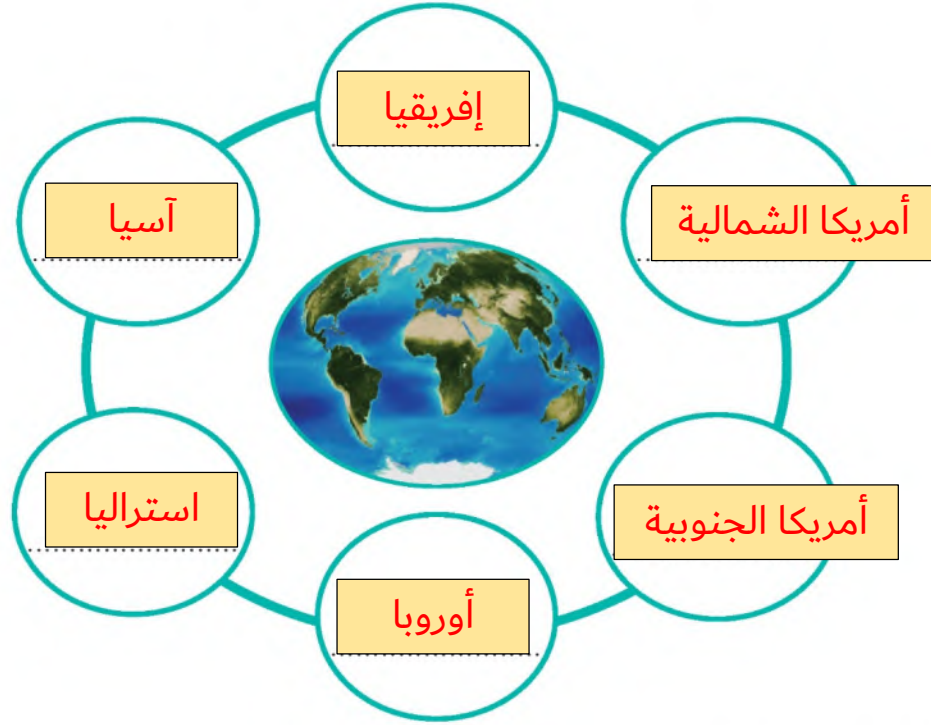 إفريقيا
أمريكا الشمالية
آسيا
أمريكا الجنوبية
استراليا
أوروبا